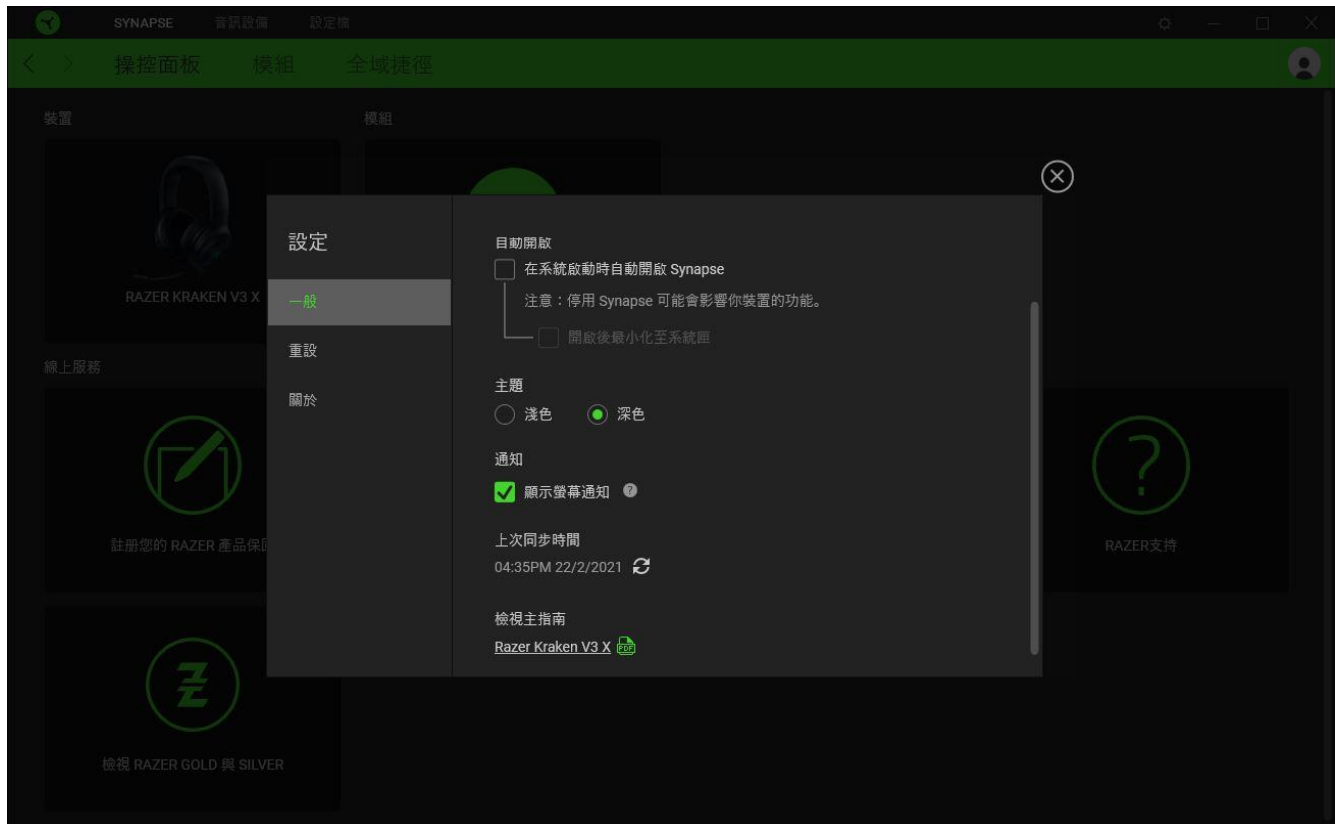 SYNAPSE 音訊設備 設定檔
操控面板 模組 全域捷徑
裝置 模組
RAZER KRAKEN V3 X
線上服務
註冊您的 RAZER 產品保
RAZER支持
檢視 RAZER GOLD 與 SILVER
設定
一般
重設
關於
自動開啟
在系統啟動時自動開啟 Synapse
注意：停用 Synapse 可能會影響你裝置的功能。
開啟後最小化至系統匣
主題
淺色 深色
通知
顯示螢幕通知 ?
上次同步時間
04:35PM 22/2/2021
檢視主指南
Razer Kraken V3 X PDF